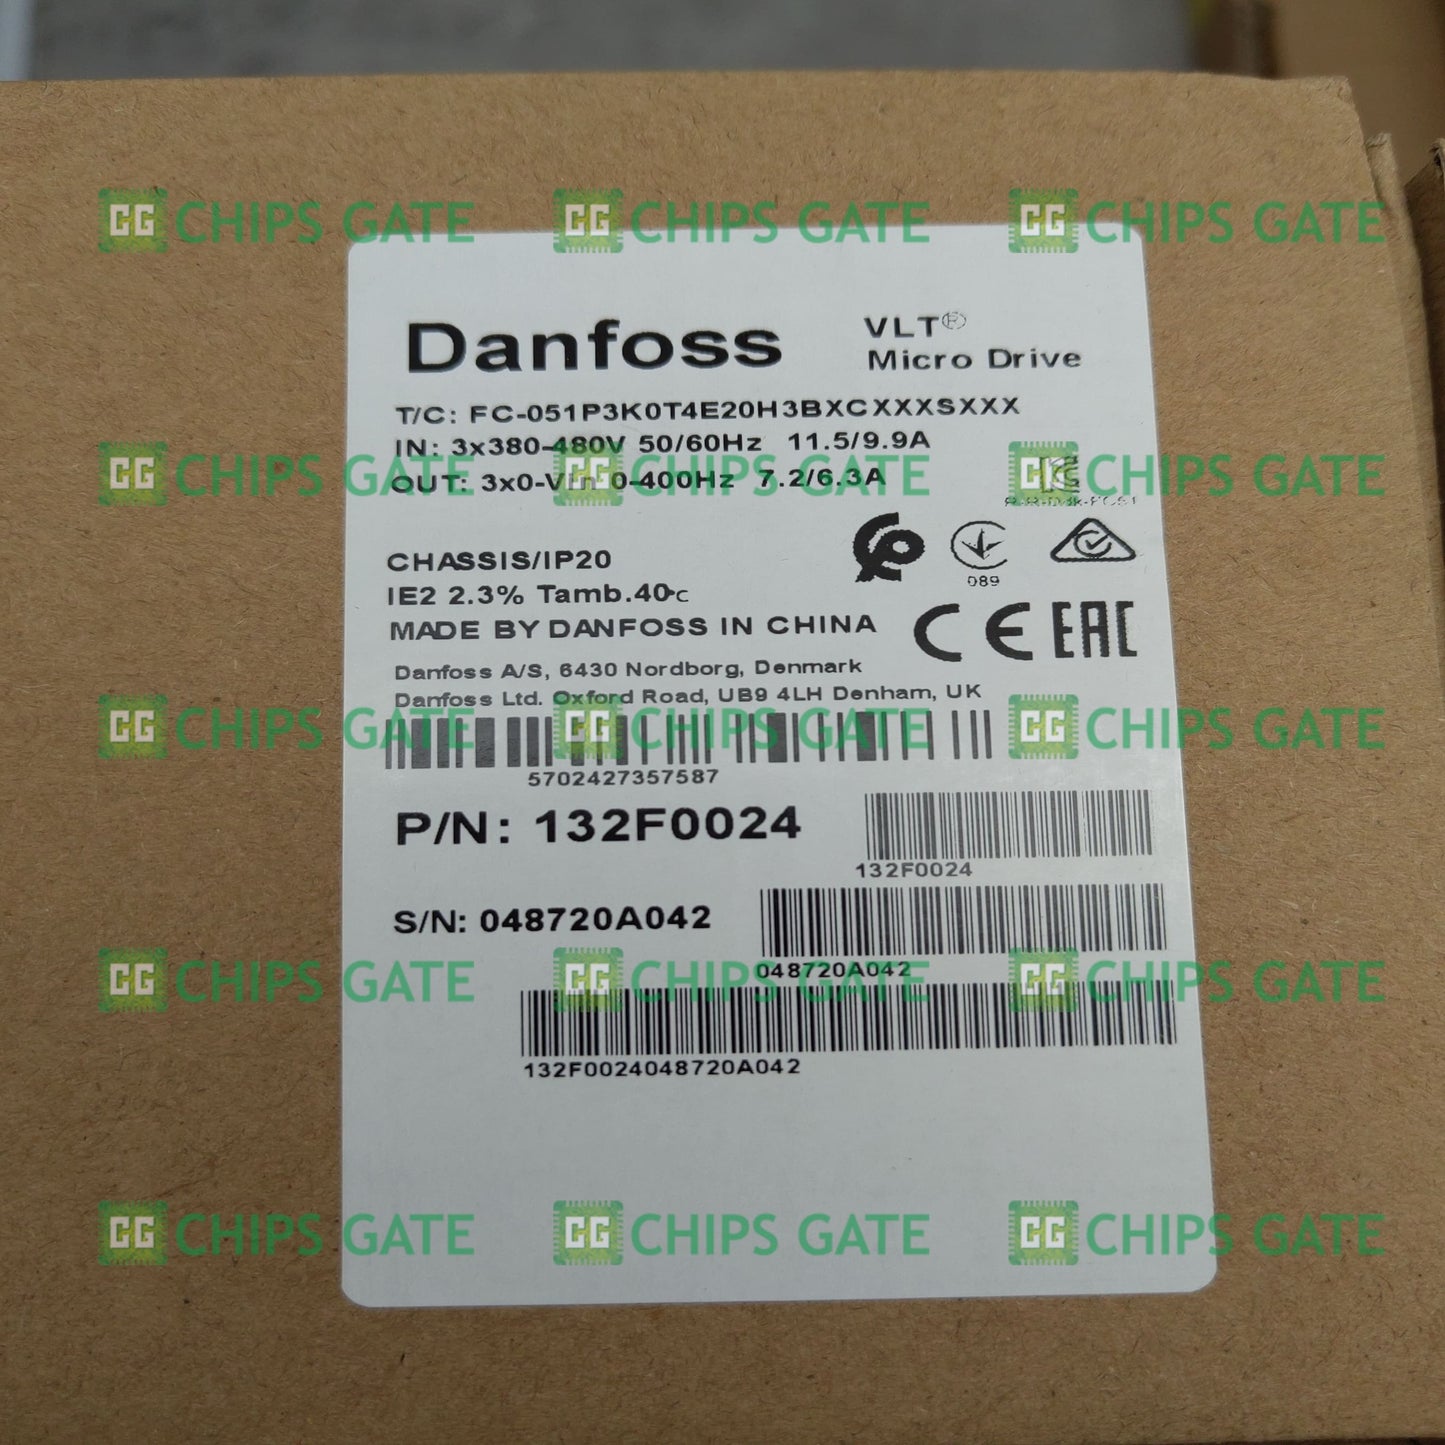 CG CHIPS GATE CG CHIPS GATE CG CHIPS GATE
Danfoss
VLT®
Micro Drive
T/C: FC-051P3K0T4E20H3BXCXXXSXXX
IN: 3x380-480V 50/60Hz 11.5/9.9A
CG CHIPS GATE CG CHIPS GATE CG CHIPS GATE
OUT: 3x0-Vin 0-400Hz 7.2/6.3A
CHASSIS/IP20
089
IE2 2.3% Tamb.40°C
MADE BY DANFOSS IN CHINA
CE EAC
Danfoss A/S, 6430 Nordborg, Denmark
Danfoss Ltd. Oxford Road, UB9 4LH Denham, UK
CG CHIPS GATE CG CHIPS GATE CG CHIPS GATE
5702427357587
P/N: 132F0024
132F0024
S/N: 048720A042
048720A042
CG CHIPS GATE CG CHIPS GATE CG CHIPS GATE
132F0024048720A042
CG CHIPS GATE CG CHIPS GATE CG CHIPS GATE